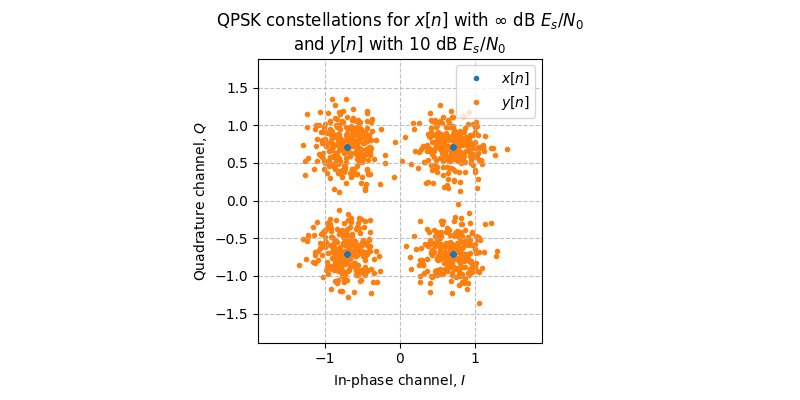 QPSK constellations for x[n] with ∞ dB Es/N0
and y[n] with 10 dB Es/N0
x[n]
y[n]
Quadrature channel, Q
1.5
1.0
0.5
0.0
−0.5
−1.0
−1.5
−1 0 1
In-phase channel, I